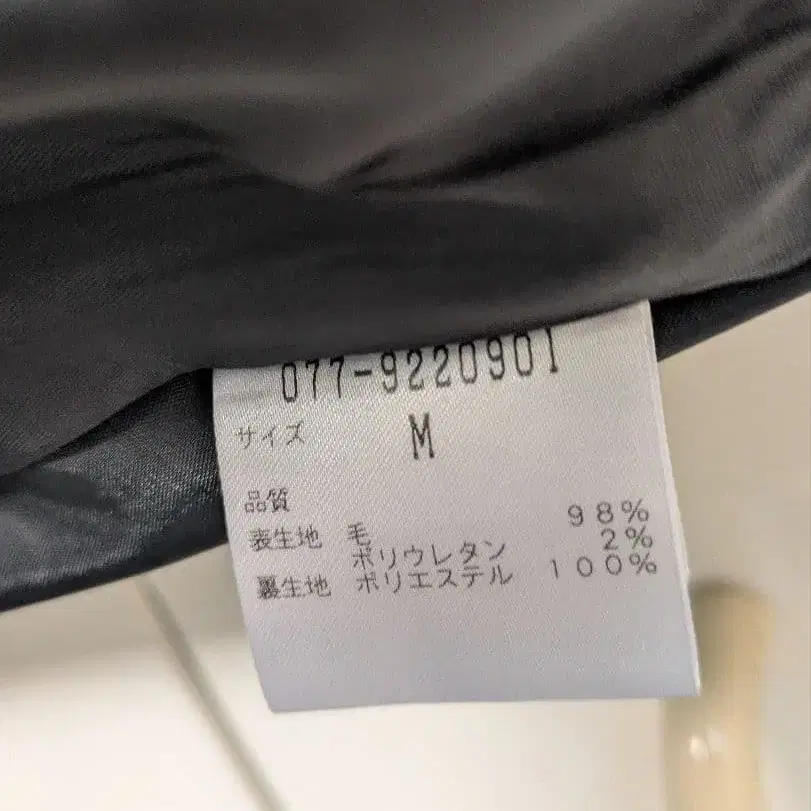 077-9220901
サイズ M
品質
表生地 毛 98%
ポリウレタン 2%
裏生地 ポリエステル 100%